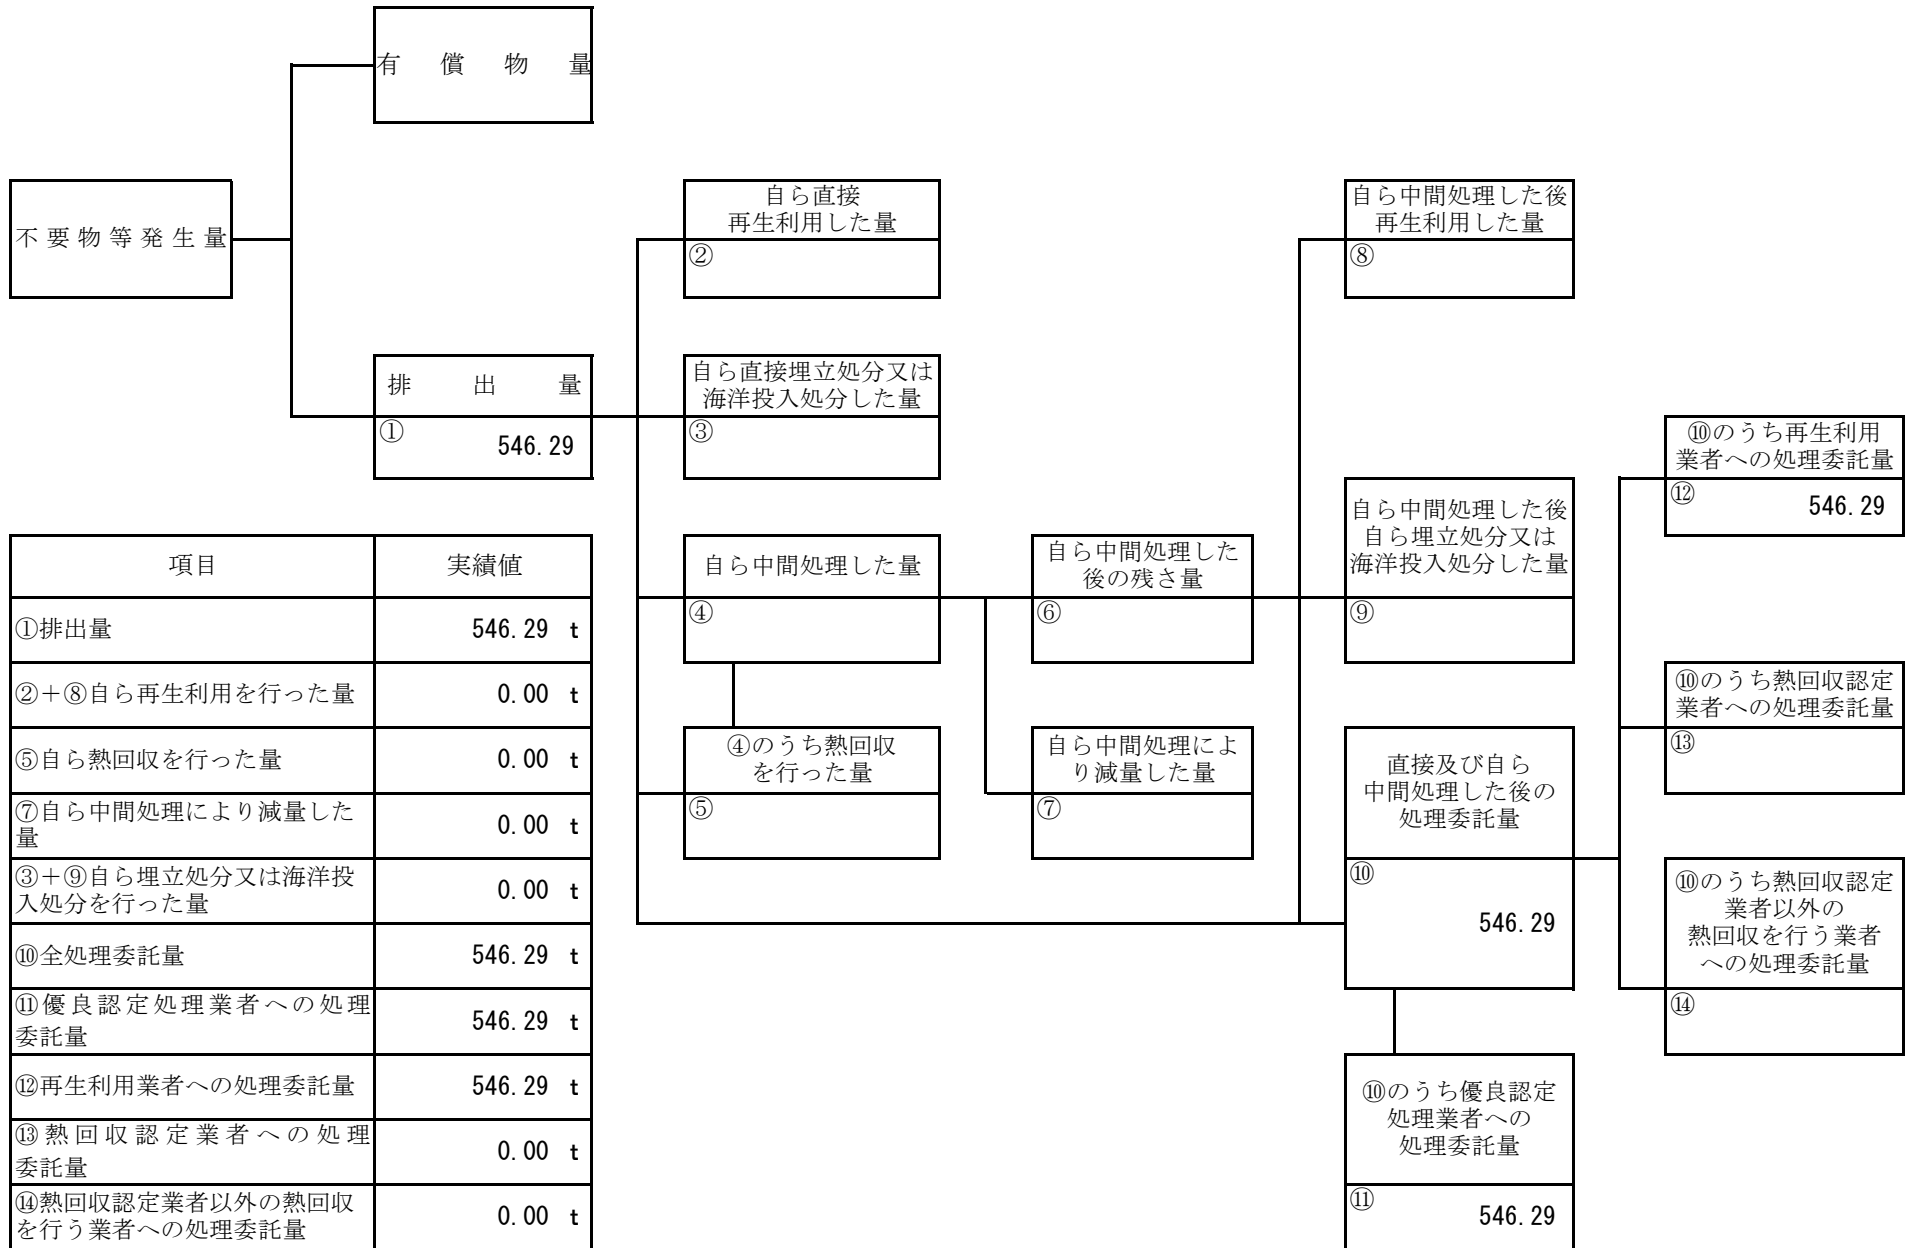 有償物量
不要物等発生量
排出量
①
546.29
自ら直接
再生利用した量
②
自ら直接埋立処分又は
海洋投入処分した量
③
自ら中間処理した量
④
④のうち熱回収
を行った量
⑤
自ら中間処理した
後の残さ量
⑥
自ら中間処理によ
り減量した量
⑦
自ら中間処理した後
再生利用した量
⑧
自ら中間処理した後
自ら埋立処分又は
海洋投入処分した量
⑨
直接及び自ら
中間処理した後の
処理委託量
⑩
546.29
⑩のうち優良認定
処理業者への
処理委託量
⑪
546.29
⑩のうち再生利用
業者への処理委託量
⑫
546.29
⑩のうち熱回収認定
業者への処理委託量
⑬
⑩のうち熱回収認定
業者以外の
熱回収を行う業者
への処理委託量
⑭
項目 実績値
①排出量 546.29 t
②+⑧自ら再生利用を行った量 0.00 t
⑤自ら熱回収を行った量 0.00 t
⑦自ら中間処理により減量した
量 0.00 t
③+⑨自ら埋立処分又は海洋投
入処分を行った量 0.00 t
⑩全処理委託量 546.29 t
⑪優良認定処理業者への処理
委託量 546.29 t
⑫再生利用業者への処理委託量 546.29 t
⑬熱回収認定業者への処理
委託量 0.00 t
⑭熱回収認定業者以外の熱回収
を行う業者への処理委託量 0.00 t